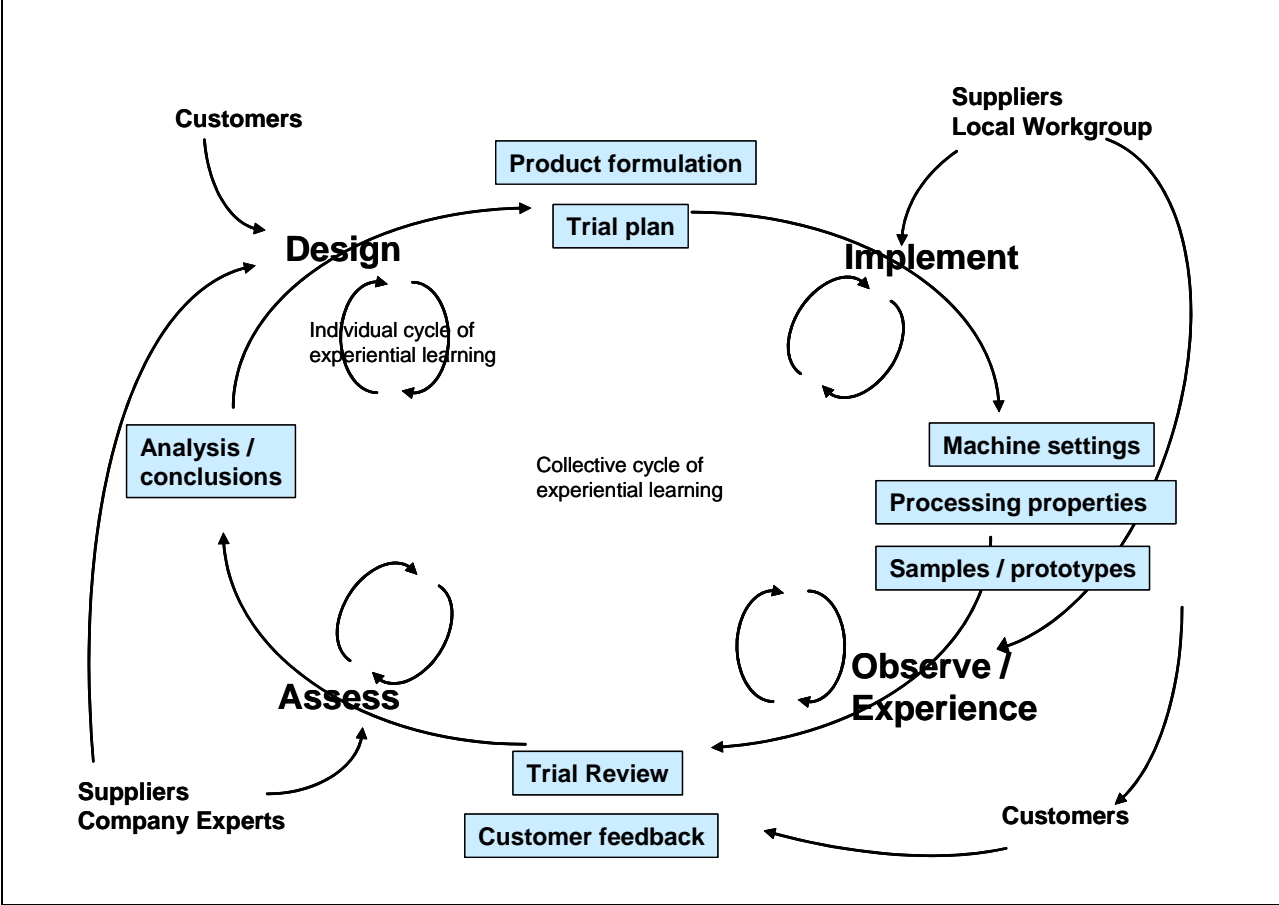 Customers
Suppliers
Local Workgroup
Product formulation
Trial plan
Design
Implement
Individual cycle of
experiential learning
Analysis /
conclusions
Collective cycle of
experiential learning
Machine settings
Processing properties
Samples / prototypes
Observe /
Experience
Assess
Trial Review
Customer feedback
Suppliers
Company Experts
Customers